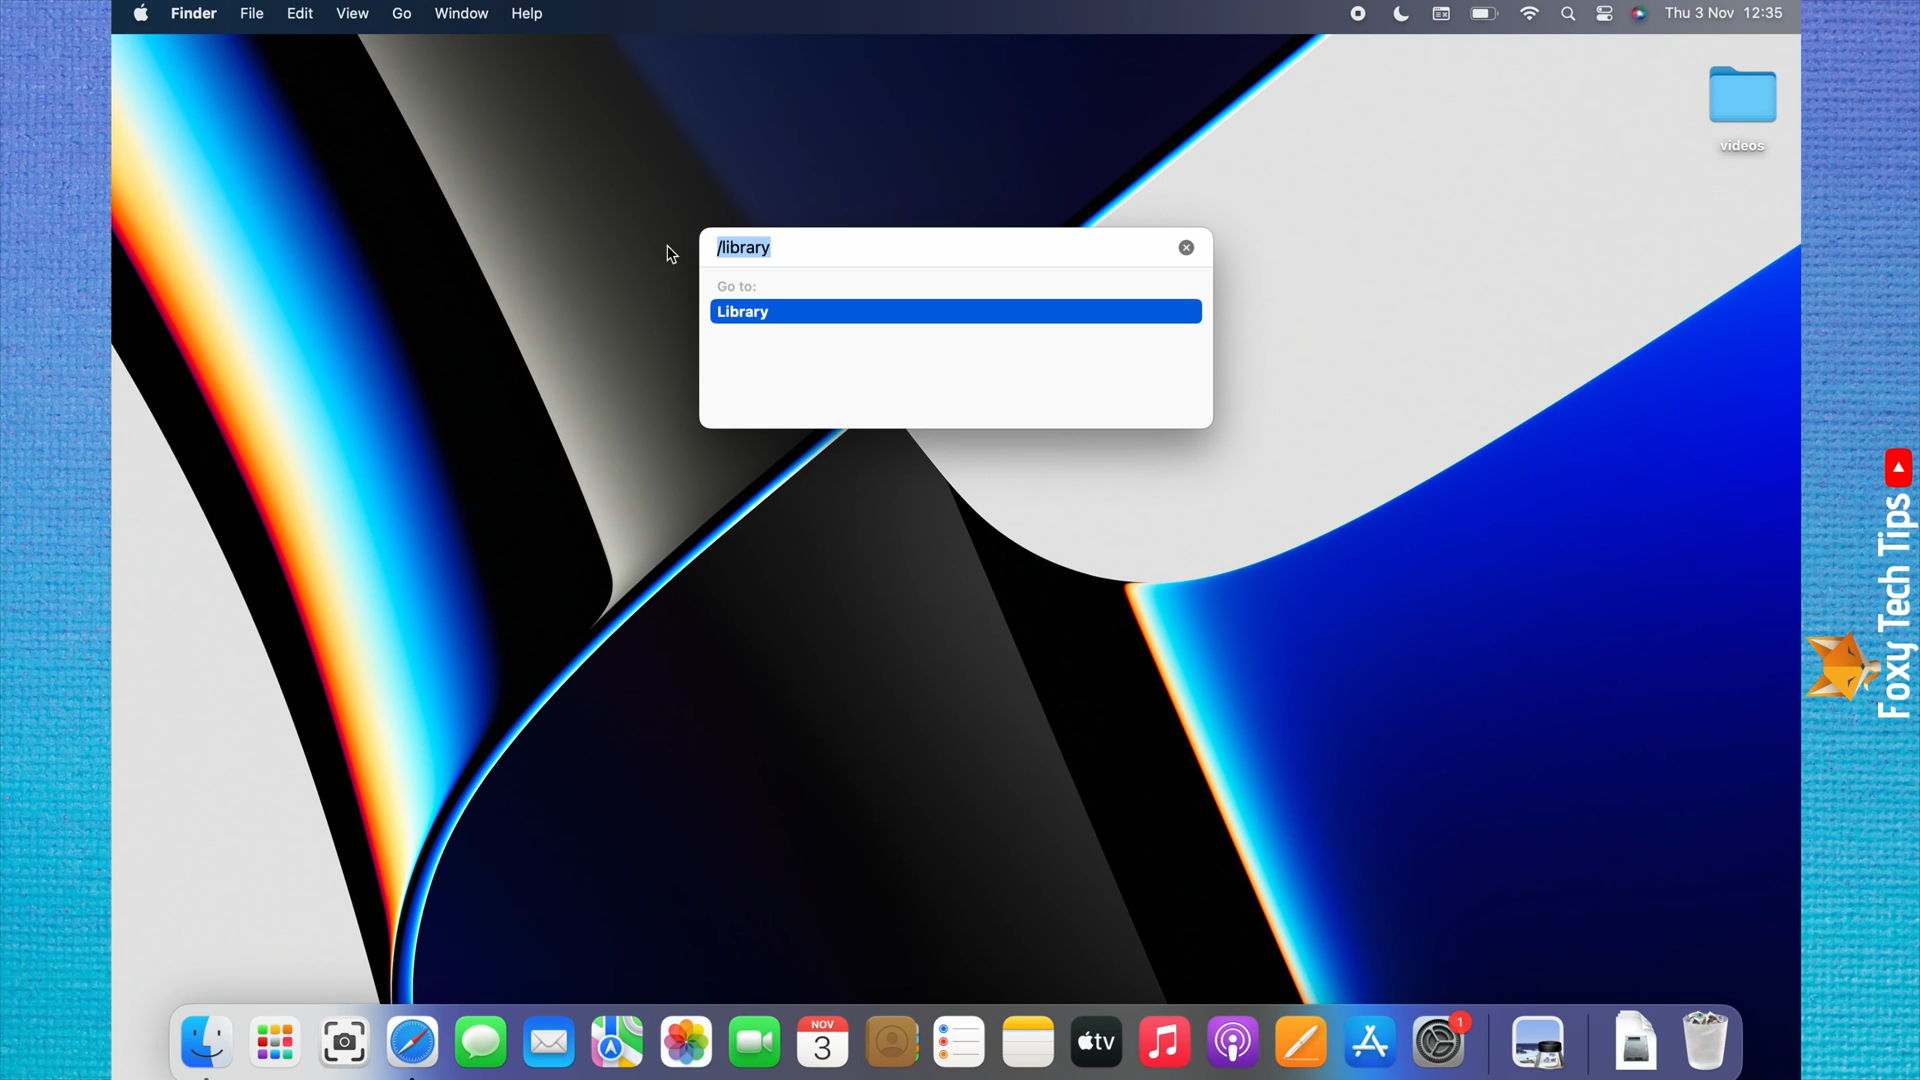 Finder File Edit View Go Window Help
Thu 3 Nov 12:35
videos
/library
Go to:
Library
Foxy Tech Tips
NOV
3
tv
1